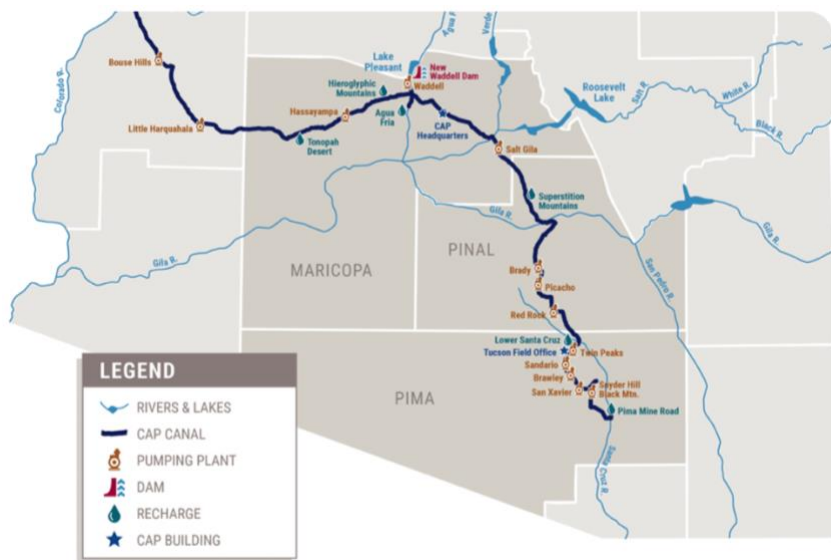 Agua Fria R.
Verde R.
Bouse Hills
Colorado R.
Lake
Pleasant
New
Waddell Dam
Waddell
Hieroglyphic
Mountains
Roosevelt
Lake
Salt R.
White R.
Black R.
Little Harquahala
Hassayampa
Agua
Fria
CAP
Headquarters
Tonopah
Desert
Salt Gila
Superstition
Mountains
Gila R.
Gila R.
Gila R.
San Pedro R.
MARICOPA
PINAL
Brady
Picacho
Red Rock
Lower Santa Cruz
Tucson Field Office
Twin Peaks
Sandario
Brawley
San Xavier
Snyder Hill
Black Mtn.
Pima Mine Road
PIMA
Santa Cruz R.
LEGEND
RIVERS & LAKES
CAP CANAL
PUMPING PLANT
DAM
RECHARGE
CAP BUILDING